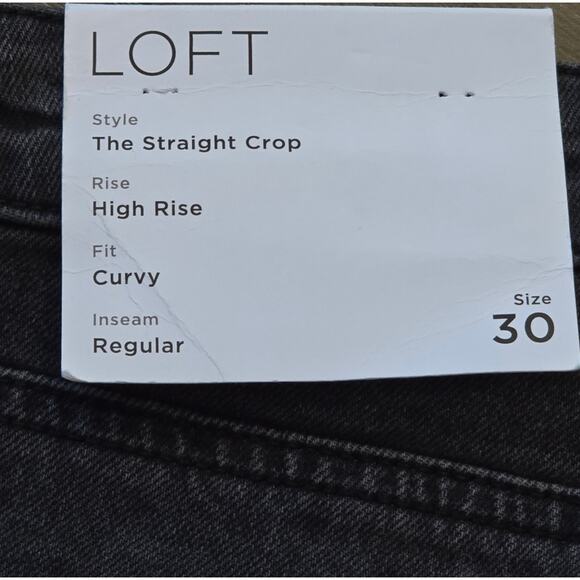 LOFT
Style
The Straight Crop
Rise
High Rise
Fit
Curvy
Inseam
Regular
Size
30